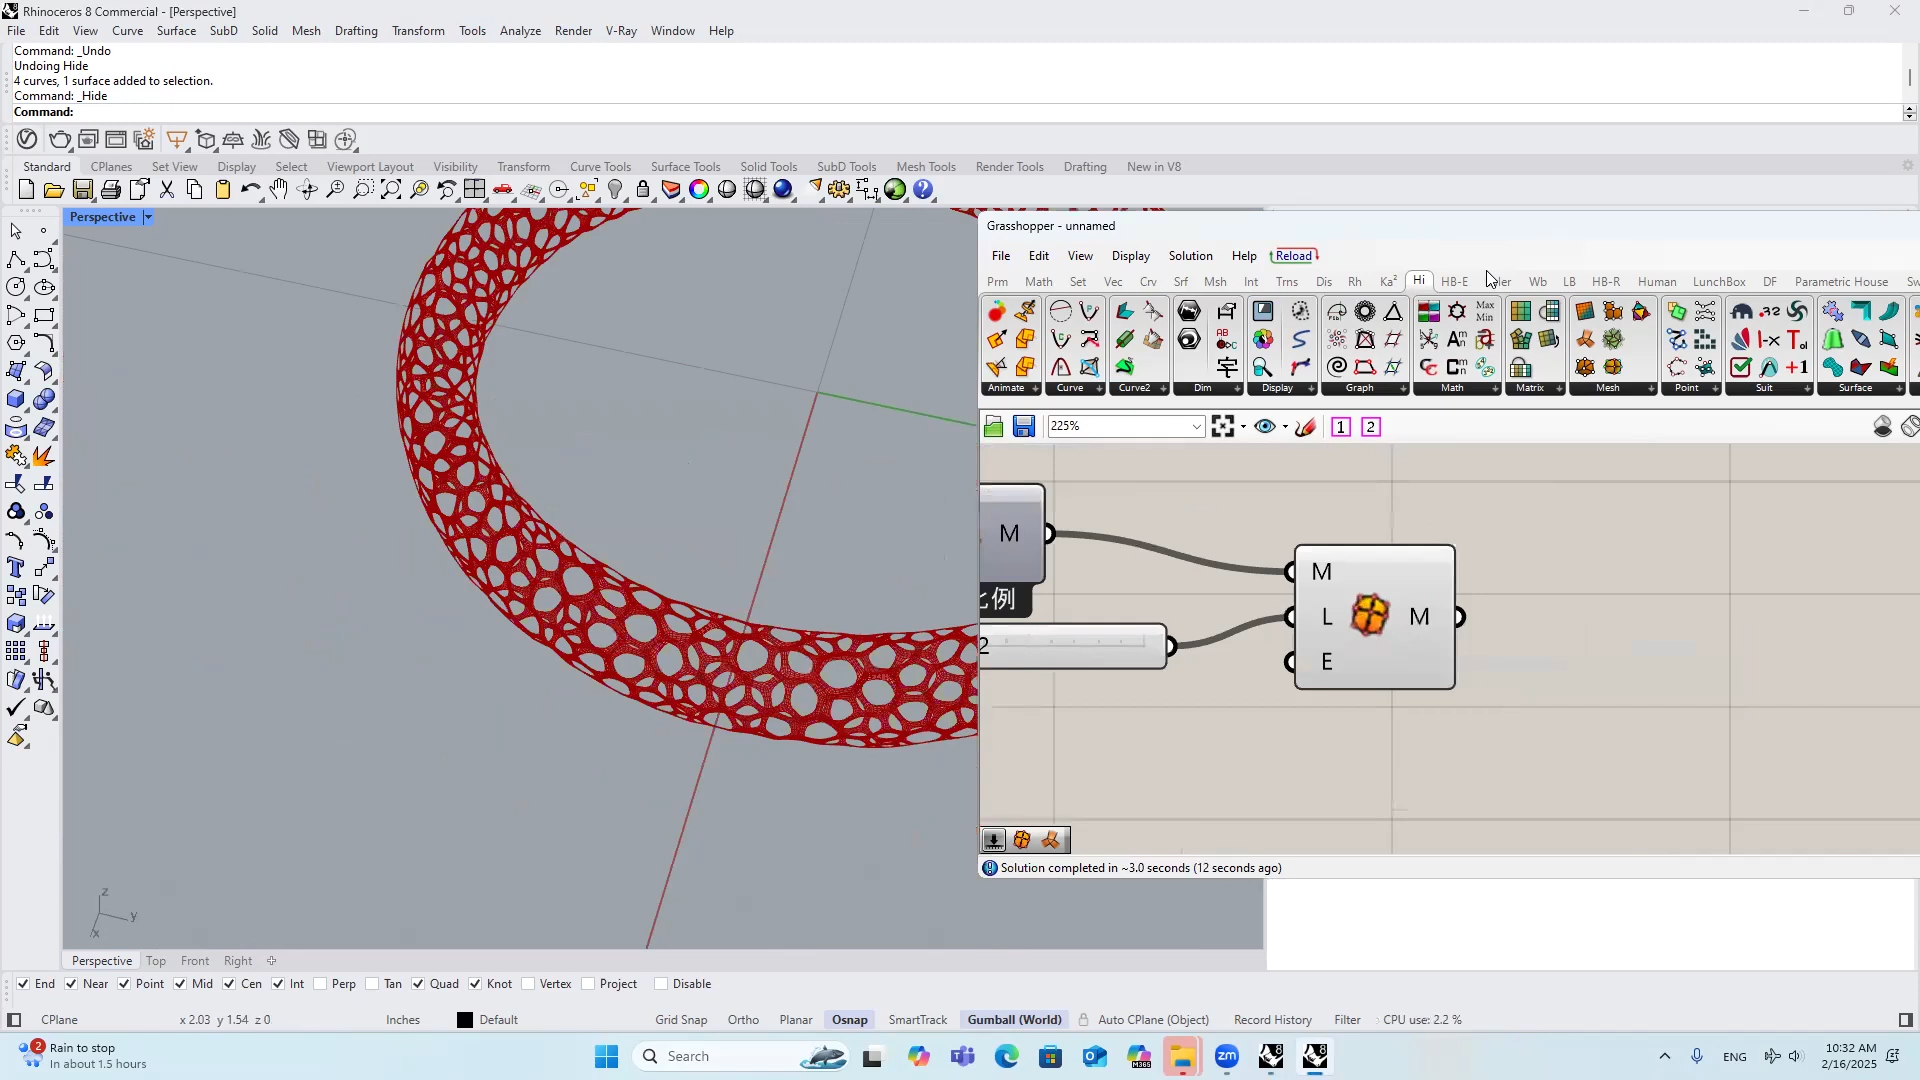 Rhinoceros 8 Commercial - [Perspective]
File Edit View Curve Surface SubD Solid Mesh Drafting Transform Tools Analyze Render V-Ray Window Help
Command: _Undo
Undoing Hide
4 curves, 1 surface added to selection.
Command: _Hide
Command:
Standard CPlanes Set View Display Select Viewport Layout Visibility Transform Curve Tools Surface Tools Solid Tools SubD Tools Mesh Tools Render Tools Drafting New in V8
Perspective
Grasshopper - unnamed
File Edit View Display Solution Help Reload
Prm Math Set Vec Crv Srf Msh Int Trns Dis Rh Ka² Hi HB-E Wb LB HB-R Human LunchBox DF Parametric House
Max
Min
Animate Curve Curve2 Dim Display Graph Math Matrix Mesh Point Suit Surface
225%
1 2
M
例
2
M
L M
E
Solution completed in ~3.0 seconds (12 seconds ago)
z
y
x
Perspective Top Front Right
End Near Point Mid Cen Int Perp Tan Quad Knot Vertex Project Disable
CPlane x 2.03 y 1.54 z 0 Inches Default Grid Snap Ortho Planar Osnap SmartTrack Gumball (World) Auto CPlane (Object) Record History Filter CPU use: 2.2 %
2
Rain to stop
In about 1.5 hours
Search
M365
zm
ENG
10:32 AM
2/16/2025